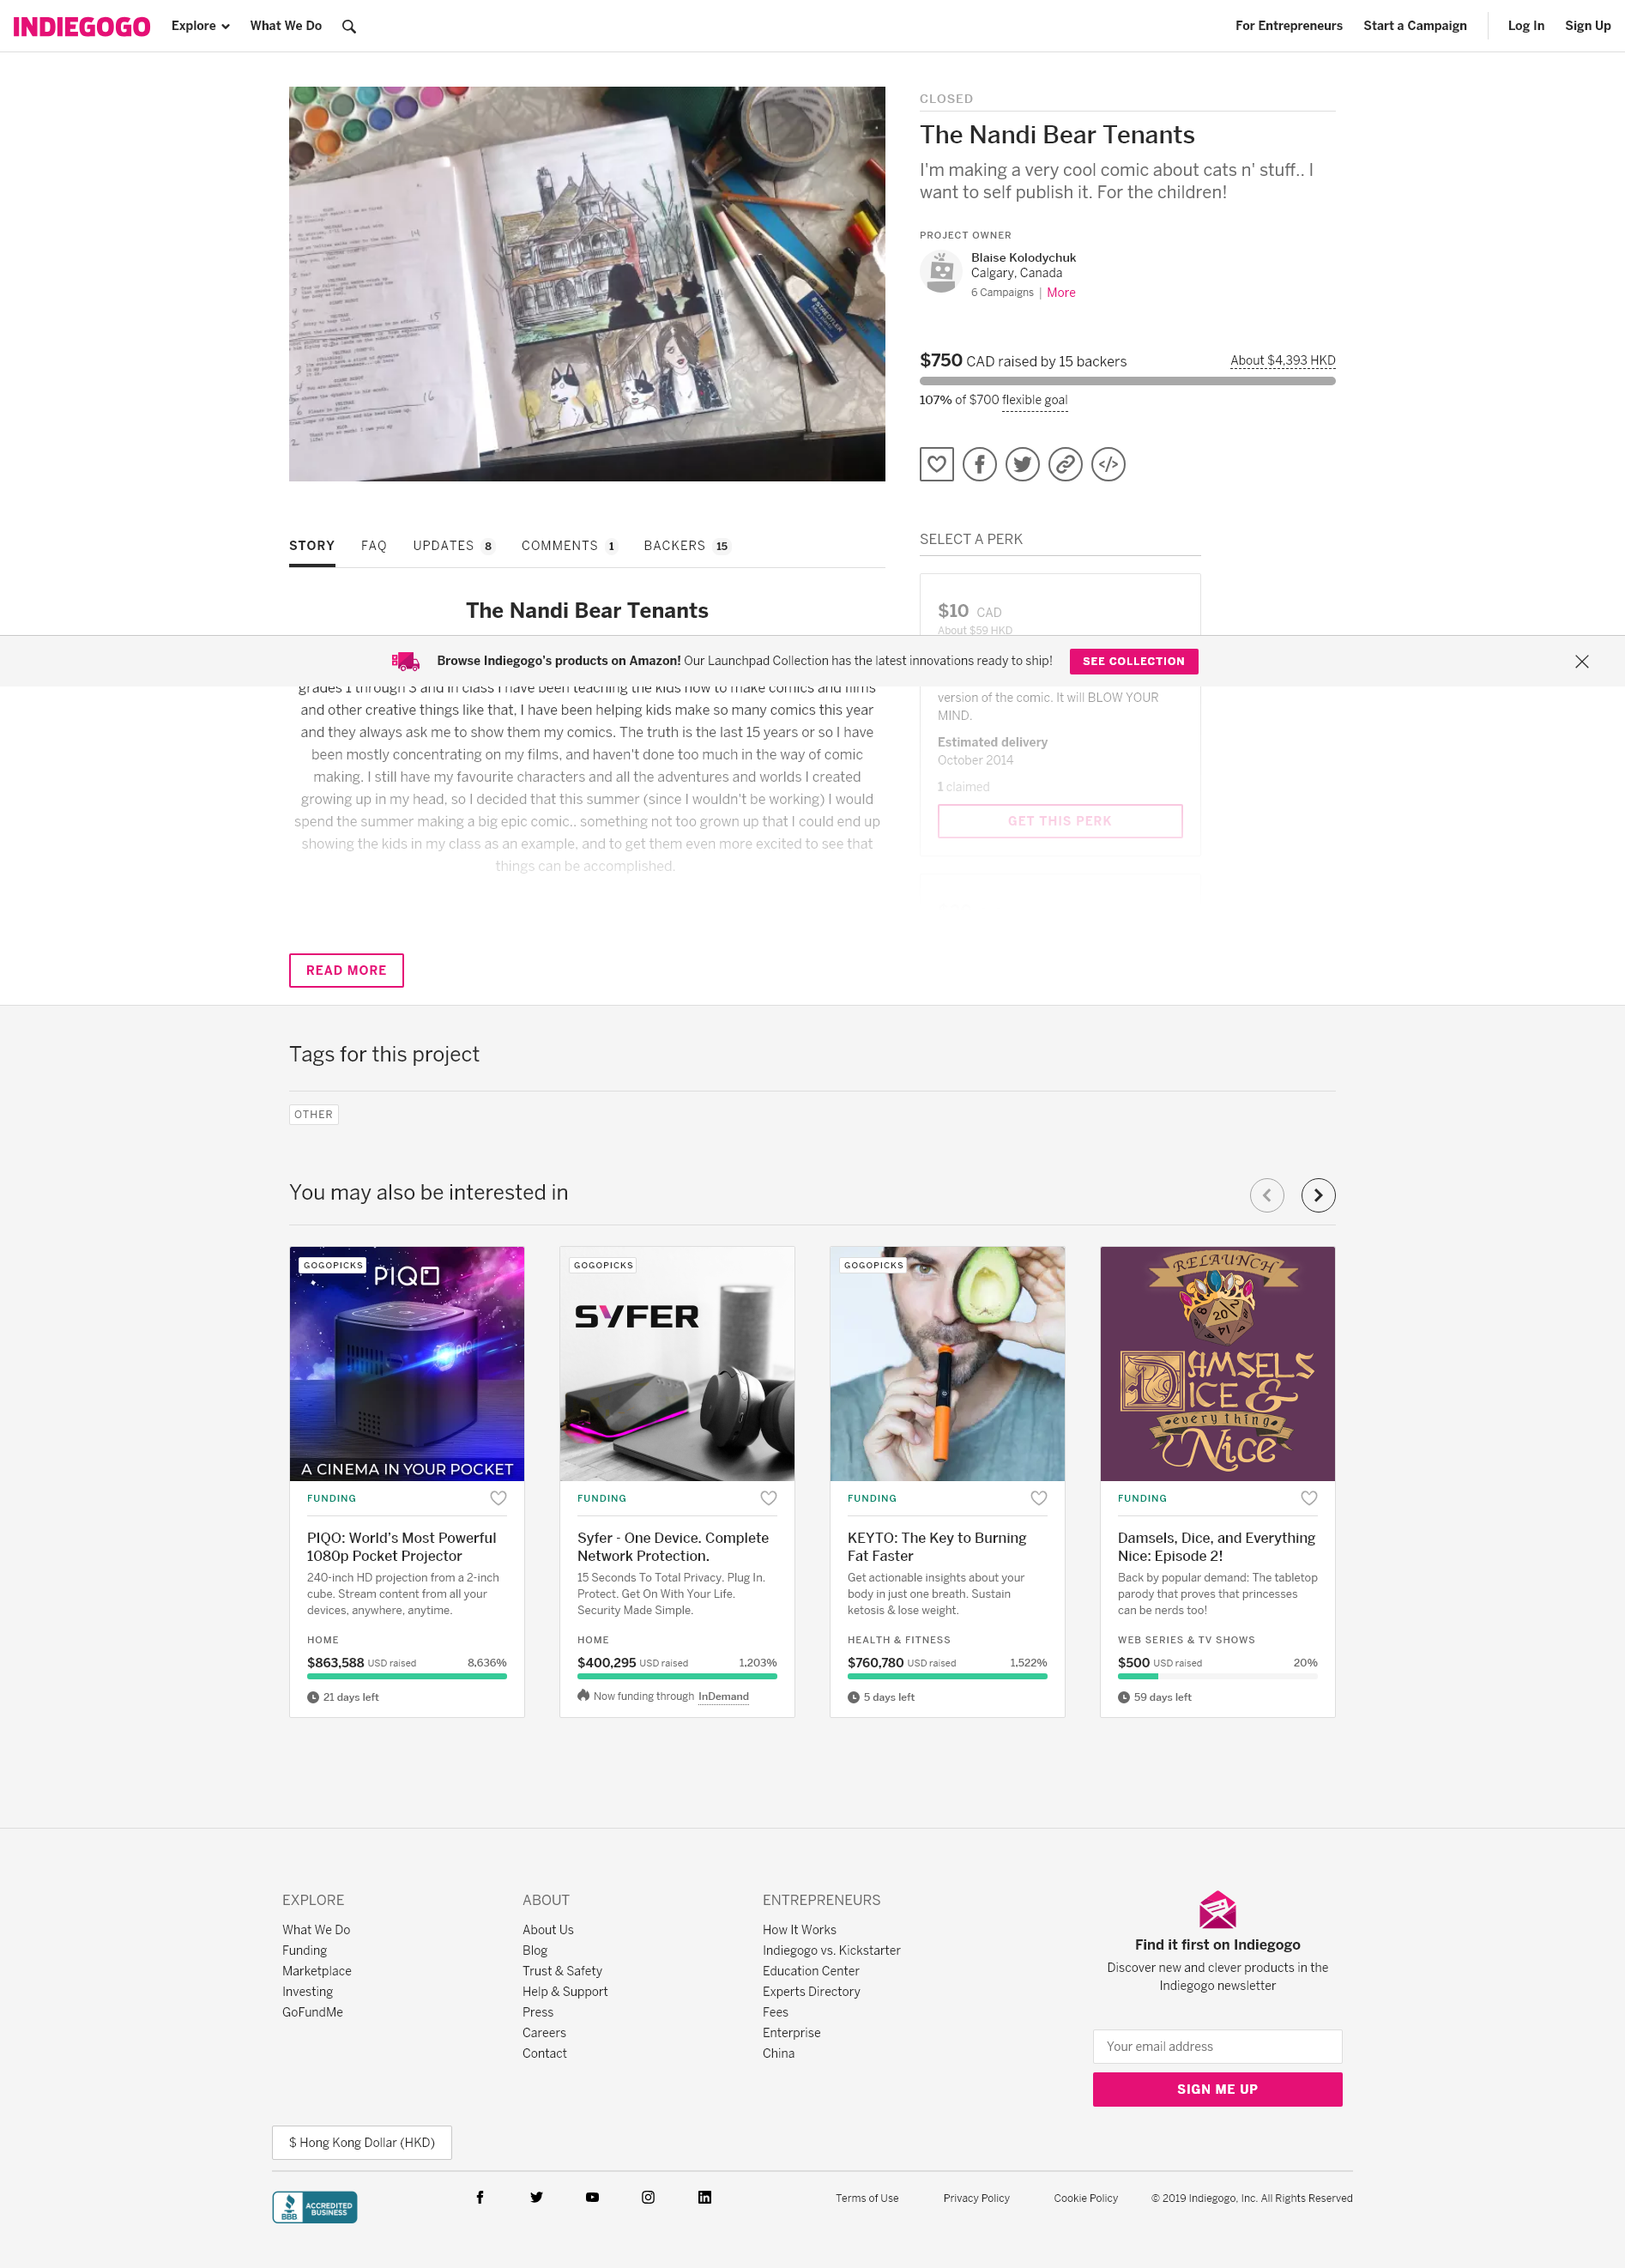 INDIEGOGO
Explore
What We Do
For Entrepreneurs
Start a Campaign
Log In
Sign Up
CLOSED
The Nandi Bear Tenants
I'm making a very cool comic about cats n' stuff.. I
want to self publish it. For the children!
PROJECT OWNER
Blaise Kolodychuk
Calgary, Canada
6 Campaigns | More
$750 CAD raised by 15 backers
About $4,393 HKD
107% of $700 flexible goal
STAEDTLER
STORY
FAQ
UPDATES 8
COMMENTS 1
BACKERS 15
SELECT A PERK
The Nandi Bear Tenants
$10 CAD
About $59 HKD
Browse Indiegogo's products on Amazon! Our Launchpad Collection has the latest innovations ready to ship!
SEE COLLECTION
grades 1 through 3 and in class I have been teaching the kids how to make comics and films
and other creative things like that, I have been helping kids make so many comics this year
and they always ask me to show them my comics. The truth is the last 15 years or so I have
been mostly concentrating on my films, and haven't done too much in the way of comic
making. I still have my favourite characters and all the adventures and worlds I created
growing up in my head, so I decided that this summer (since I wouldn't be working) I would
spend the summer making a big epic comic.. something not too grown up that I could end up
showing the kids in my class as an example, and to get them even more excited to see that
things can be accomplished.
version of the comic. It will BLOW YOUR
MIND.
Estimated delivery
October 2014
1 claimed
GET THIS PERK
READ MORE
Tags for this project
OTHER
You may also be interested in
GOGOPICKS
PIQO
A CINEMA IN YOUR POCKET
FUNDING
PIQO: World's Most Powerful
1080p Pocket Projector
240-inch HD projection from a 2-inch
cube. Stream content from all your
devices, anywhere, anytime.
HOME
$863,588 USD raised
8,636%
21 days left
GOGOPICKS
SYFER
FUNDING
Syfer - One Device. Complete
Network Protection.
15 Seconds To Total Privacy. Plug In.
Protect. Get On With Your Life.
Security Made Simple.
HOME
$400,295 USD raised
1,203%
Now funding through InDemand
GOGOPICKS
FUNDING
KEYTO: The Key to Burning
Fat Faster
Get actionable insights about your
body in just one breath. Sustain
ketosis & lose weight.
HEALTH & FITNESS
$760,780 USD raised
1,522%
5 days left
RELAUNCH
20
DAMSELS
DICE &
everything
Nice
FUNDING
Damsels, Dice, and Everything
Nice: Episode 2!
Back by popular demand: The tabletop
parody that proves that princesses
can be nerds too!
WEB SERIES & TV SHOWS
$500 USD raised
20%
59 days left
EXPLORE
What We Do
Funding
Marketplace
Investing
GoFundMe
ABOUT
About Us
Blog
Trust & Safety
Help & Support
Press
Careers
Contact
ENTREPRENEURS
How It Works
Indiegogo vs. Kickstarter
Education Center
Experts Directory
Fees
Enterprise
China
Find it first on Indiegogo
Discover new and clever products in the
Indiegogo newsletter
Your email address
SIGN ME UP
$ Hong Kong Dollar (HKD)
BBB
ACCREDITED
BUSINESS
Terms of Use
Privacy Policy
Cookie Policy
© 2019 Indiegogo, Inc. All Rights Reserved